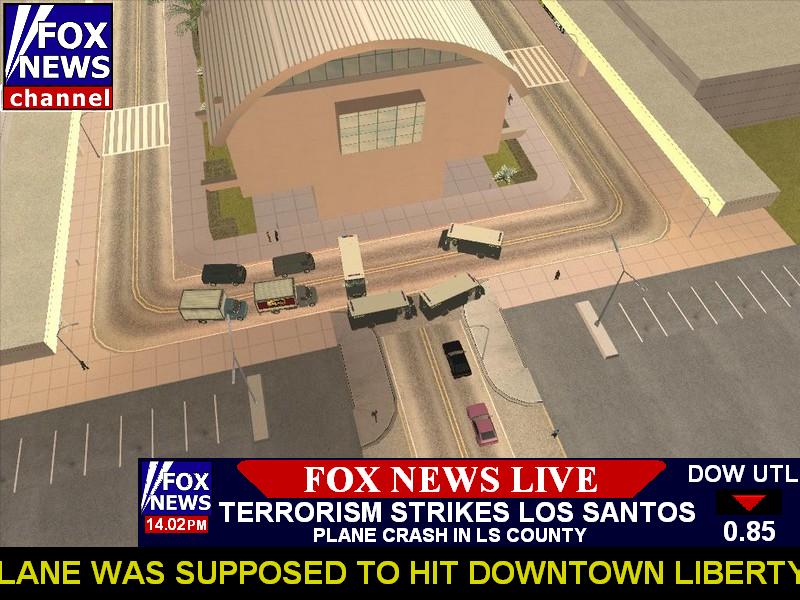 FOX
NEWS
channel
FOX
NEWS
14.02PM
FOX NEWS LIVE
TERRORISM STRIKES LOS SANTOS
PLANE CRASH IN LS COUNTY
DOW UTL
0.85
LANE WAS SUPPOSED TO HIT DOWNTOWN LIBERTY